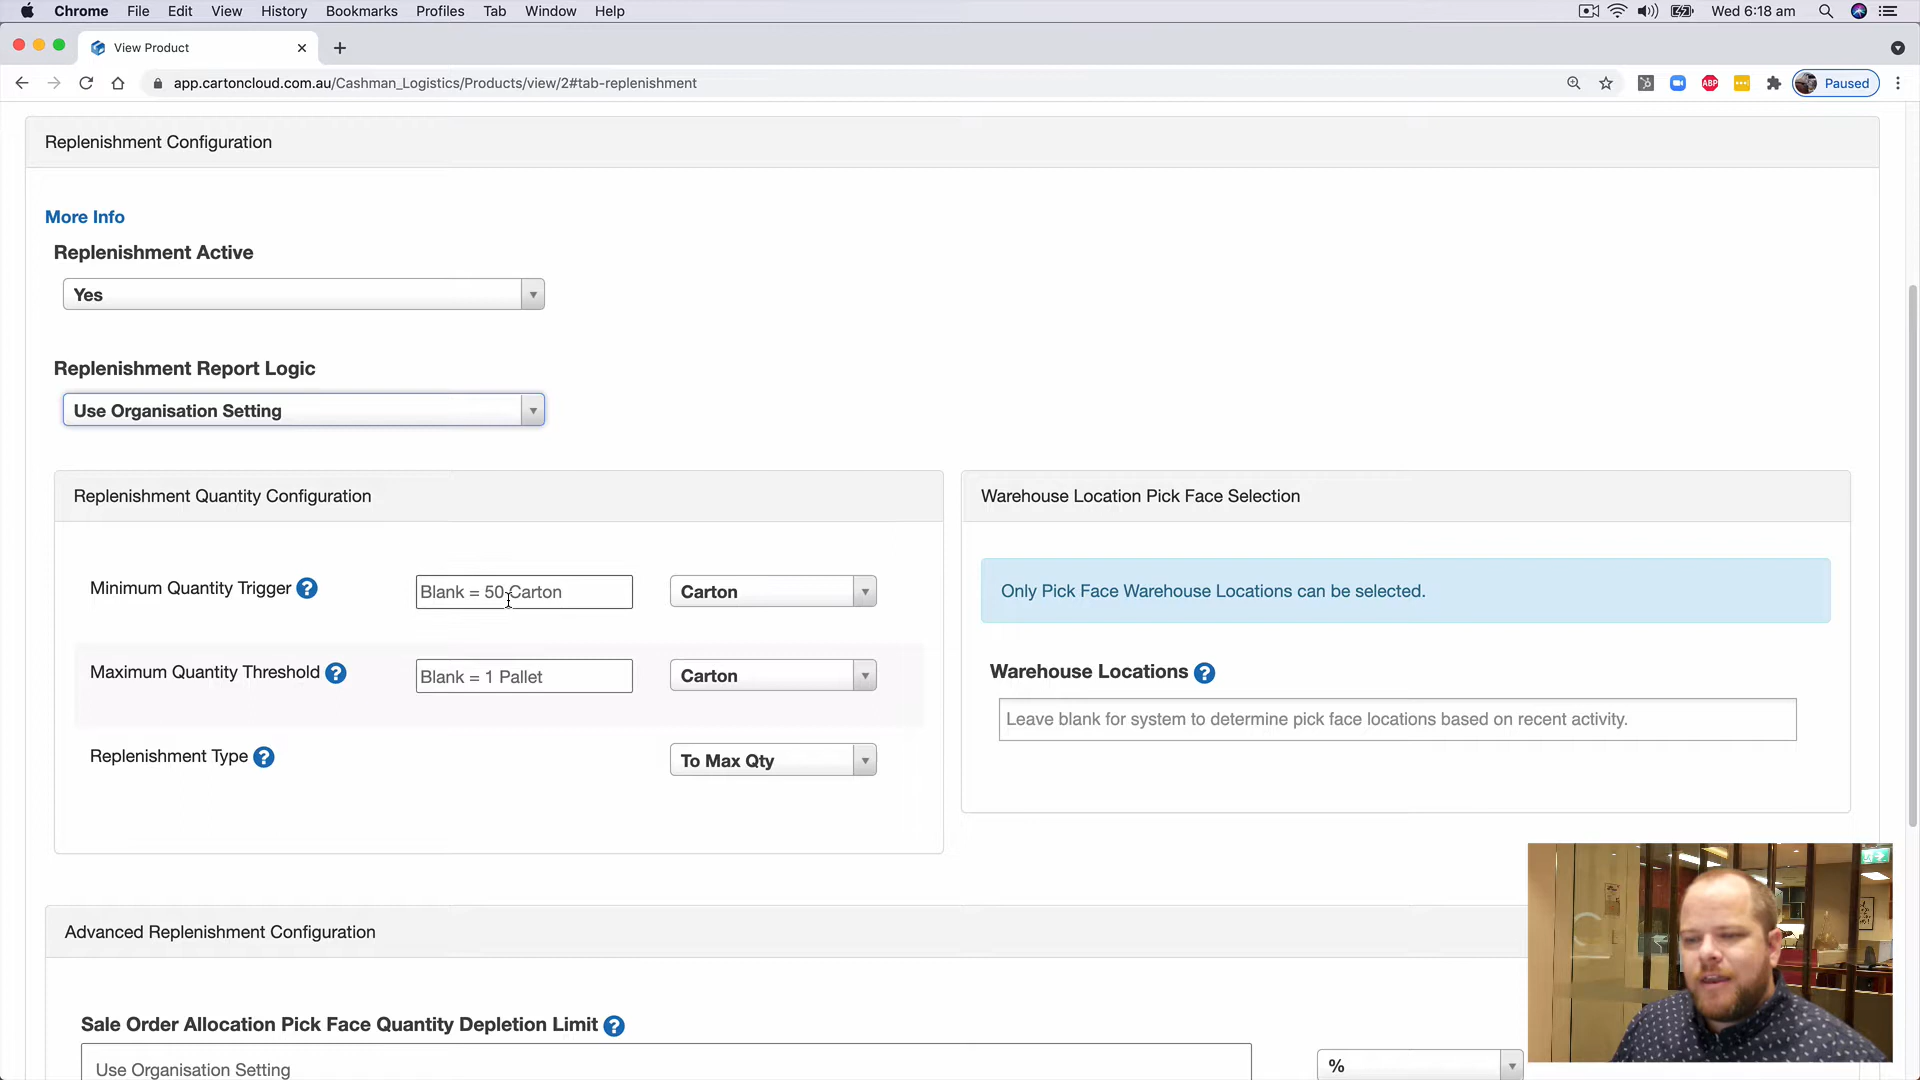 Chrome File Edit View History Bookmarks Profiles Tab Window Help Wed 6:18 am
View Product
app.cartoncloud.com.au/Cashman_Logistics/Products/view/2#tab-replenishment ABP Paused
Replenishment Configuration
More Info
Replenishment Active
Yes
Replenishment Report Logic
Use Organisation Setting
Replenishment Quantity Configuration
Minimum Quantity Trigger ? Blank = 50 Carton Carton
Maximum Quantity Threshold ? Blank = 1 Pallet Carton
Replenishment Type ? To Max Qty
Warehouse Location Pick Face Selection
Only Pick Face Warehouse Locations can be selected.
Warehouse Locations ?
Leave blank for system to determine pick face locations based on recent activity.
Advanced Replenishment Configuration
Sale Order Allocation Pick Face Quantity Depletion Limit ?
Use Organisation Setting %